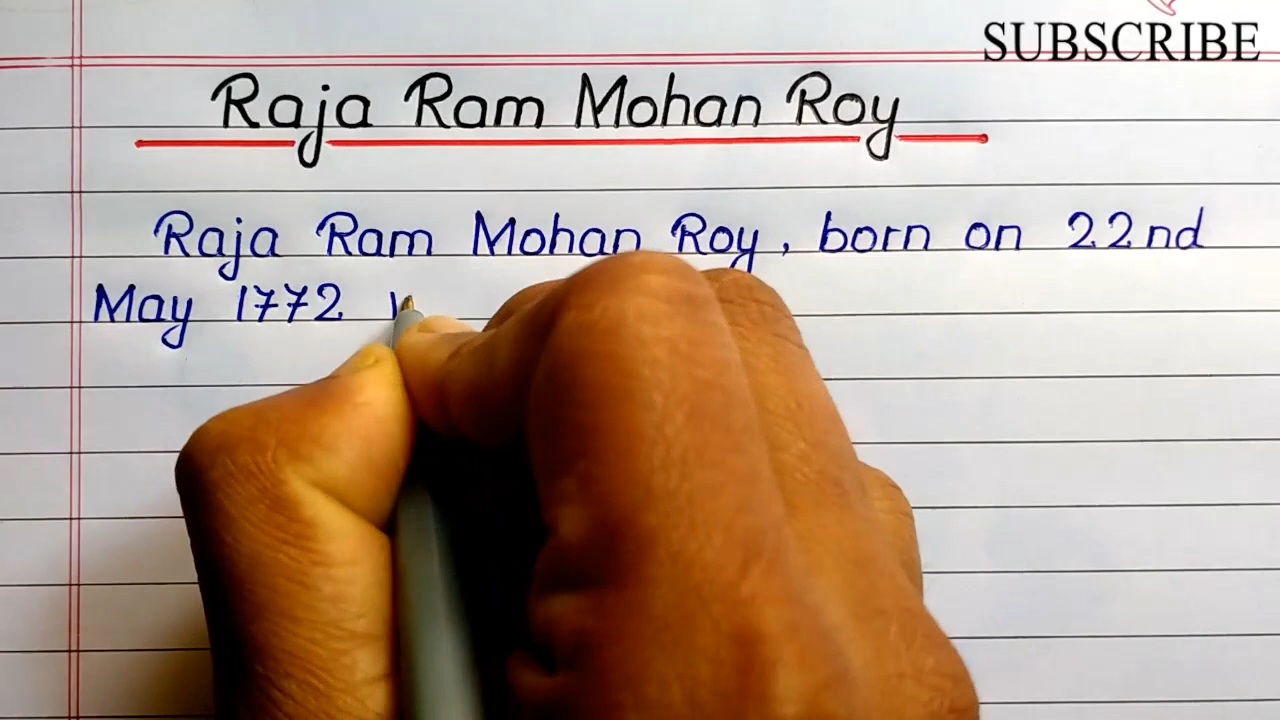 SUBSCRIBE
Raja Ram Mohan Roy
Raja Ram Mohan Roy, born on 22nd
May 1772